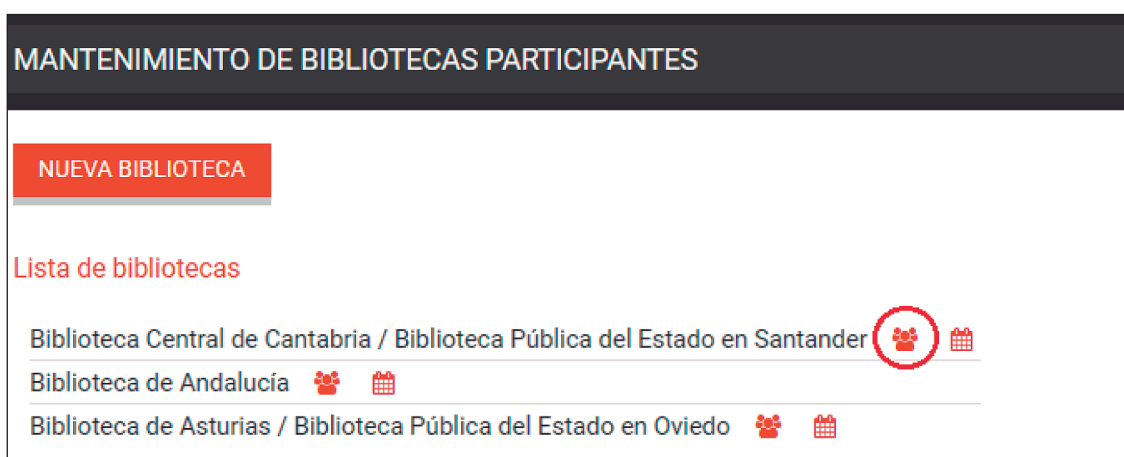 MANTENIMIENTO DE BIBLIOTECAS PARTICIPANTES
NUEVA BIBLIOTECA
Lista de bibliotecas
Biblioteca Central de Cantabria / Biblioteca Pública del Estado en Santander
Biblioteca de Andalucía
Biblioteca de Asturias / Biblioteca Pública del Estado en Oviedo